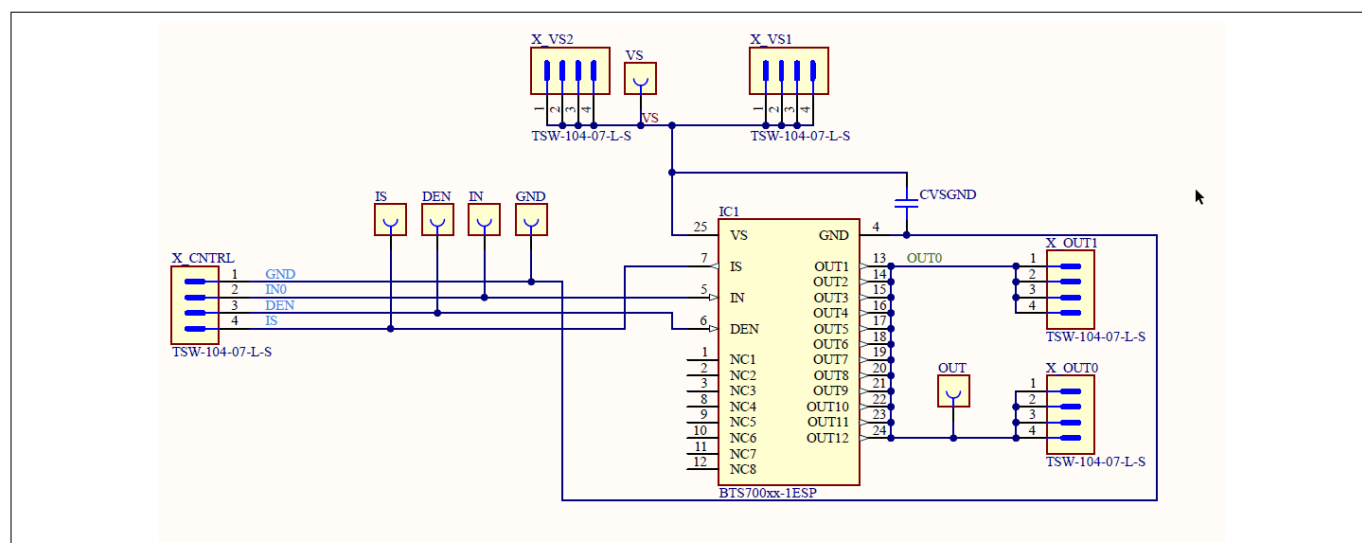 X_VS2
VS
X_VS1
1 2 3 4
VS
1 2 3 4
TSW-104-07-L-S
TSW-104-07-L-S
IS
DEN
IN
GND
CVSGND
IC1
25 VS
GND 4
X_CNTRL
1 GND
2 IN0
3 DEN
4 IS
TSW-104-07-L-S
7 IS
5 IN
6 DEN
1 NC1
2 NC2
3 NC3
8 NC4
9 NC5
10 NC6
11 NC7
12 NC8
OUT1 13
OUT2 14
OUT3 15
OUT4 16
OUT5 17
OUT6 18
OUT7 19
OUT8 20
OUT9 21
OUT10 22
OUT11 23
OUT12 24
BTS700xx-1ESP
OUT0
X_OUT1
1
2
3
4
TSW-104-07-L-S
OUT
X_OUT0
1
2
3
4
TSW-104-07-L-S